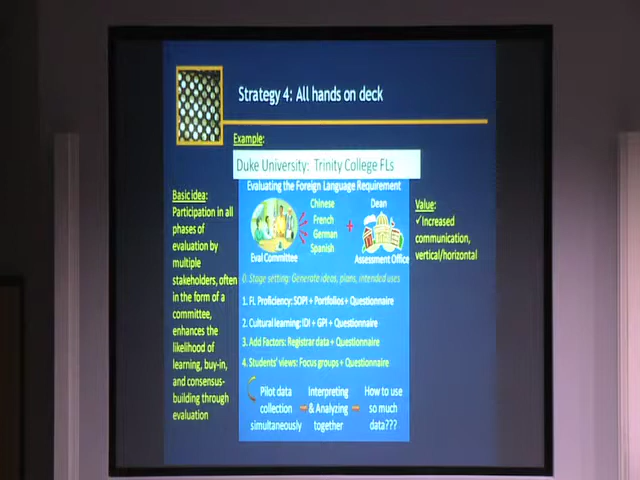 Strategy 4: All hands on deck
Example:
Duke University: Trinity College FLs
Evaluating the Foreign Language Requirement
Basic idea:
Participation in all
phases of
evaluation by
multiple
stakeholders, often
in the form of a
committee,
enhances the
likelihood of
learning, buy-in,
and consensus-
building through
evaluation
Chinese
French
German
Spanish
+
Dean
Eval Committee
Assessment Office
0. Stage setting: Generate ideas, plans, intended uses
1. FL Proficiency: SOPI + Portfolios + Questionnaire
2. Cultural learning: IDI + GPI + Questionnaire
3. Add Factors: Registrar data + Questionnaire
4. Students' views: Focus groups + Questionnaire
Pilot data
collection
simultaneously
Interpreting
& Analyzing
together
How to use
so much
data???
Value:
✓Increased
communication,
vertical/horizontal